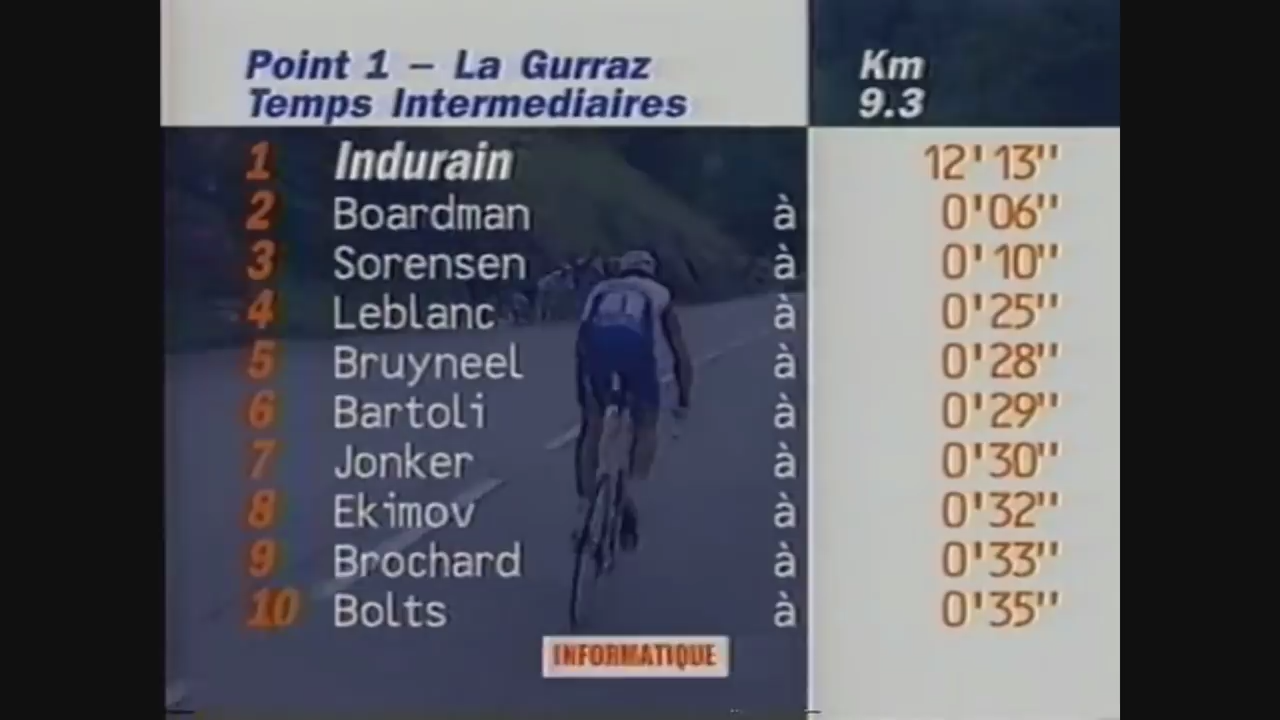 Point 1 – La Gurraz Km
Temps Intermediaires 9.3
1 Indurain 12'13''
2 Boardman à 0'06''
3 Sorensen à 0'10''
4 Leblanc à 0'25''
5 Bruyneel à 0'28''
6 Bartoli à 0'29''
7 Jonker à 0'30''
8 Ekimov à 0'32''
9 Brochard à 0'33''
10 Bolts à 0'35''
INFORMATIQUE